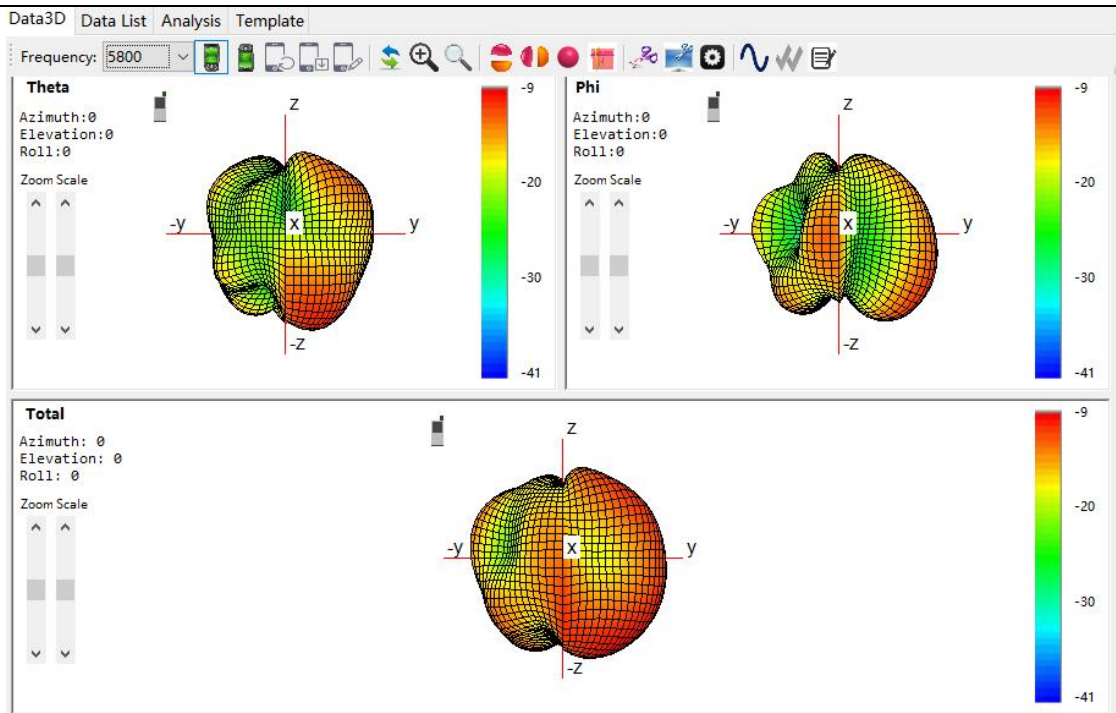 Data3D Data List Analysis Template
Frequency: 5800
Theta
Azimuth:0
Elevation:0
Roll:0
Zoom Scale
z
-y
x
y
-z
-9
-20
-30
-41
Phi
Azimuth:0
Elevation:0
Roll:0
Zoom Scale
z
-y
x
y
-z
-9
-20
-30
-41
Total
Azimuth: 0
Elevation: 0
Roll: 0
Zoom Scale
z
-y
x
y
-z
-9
-20
-30
-41